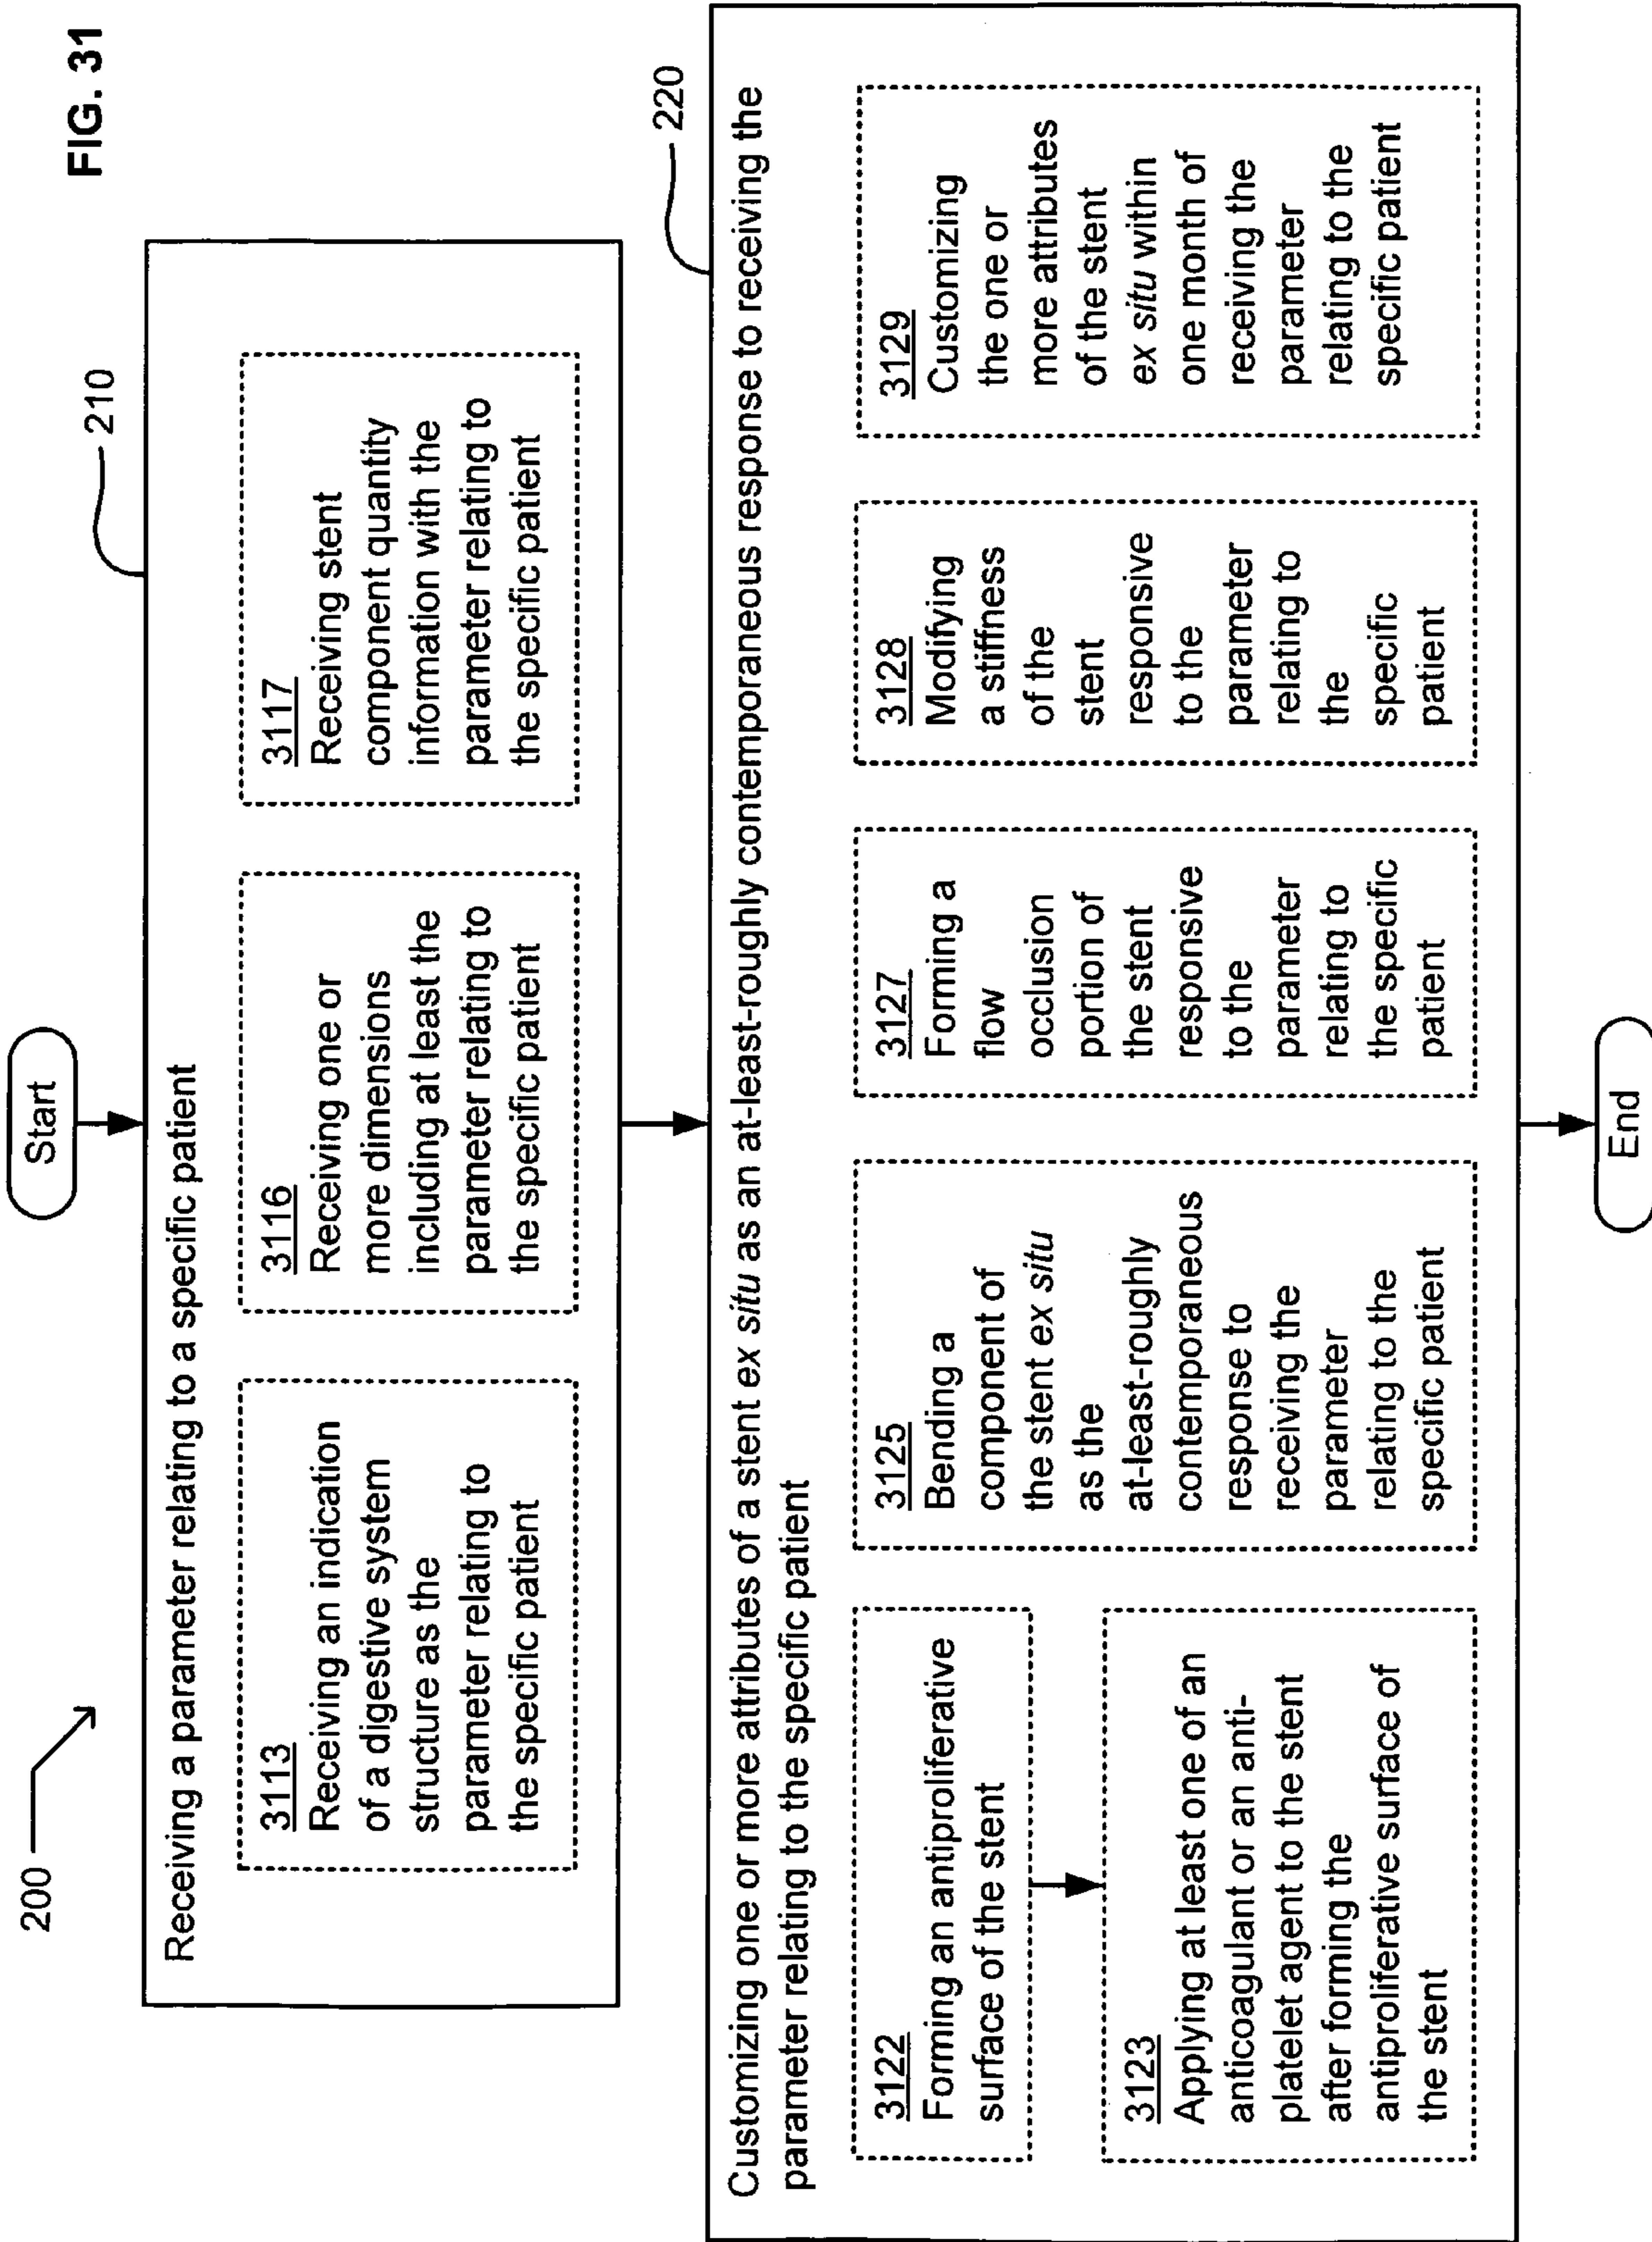 FIG. 31
Start
200
210
Receiving a parameter relating to a specific patient
3113
Receiving an indication
of a digestive system
structure as the
parameter relating to
the specific patient
3116
Receiving one or
more dimensions
including at least the
parameter relating to
the specific patient
3117
Receiving stent
component quantity
information with the
parameter relating to
the specific patient
220
Customizing one or more attributes of a stent ex situ as an at-least-roughly contemporaneous response to receiving the
parameter relating to the specific patient
3122
Forming an antiproliferative
surface of the stent
3123
Applying at least one of an
anticoagulant or an anti-
platelet agent to the stent
after forming the
antiproliferative surface of
the stent
3125
Bending a
component of
the stent ex situ
as the
at-least-roughly
contemporaneous
response to
receiving the
parameter
relating to the
specific patient
3127
Forming a
flow
occlusion
portion of
the stent
responsive
to the
parameter
relating to
the specific
patient
3128
Modifying
a stiffness
of the
stent
responsive
to the
parameter
relating to
the
specific
patient
3129
Customizing
the one or
more attributes
of the stent
ex situ within
one month of
receiving the
parameter
relating to the
specific patient
End